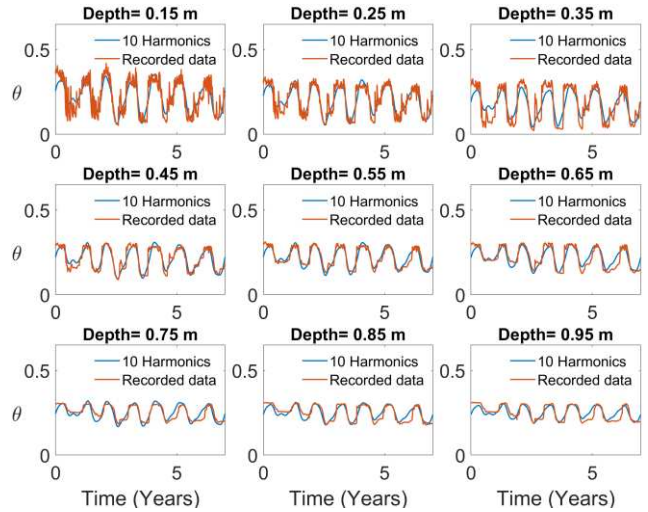 Depth= 0.15 m
Depth= 0.25 m
Depth= 0.35 m
0.5
10 Harmonics
Recorded data
θ
0
0 5
0.5
10 Harmonics
Recorded data
0
0 5
0.5
10 Harmonics
Recorded data
0
0 5
Depth= 0.45 m
Depth= 0.55 m
Depth= 0.65 m
0.5
10 Harmonics
Recorded data
θ
0
0 5
0.5
10 Harmonics
Recorded data
0
0 5
0.5
10 Harmonics
Recorded data
0
0 5
Depth= 0.75 m
Depth= 0.85 m
Depth= 0.95 m
0.5
10 Harmonics
Recorded data
θ
0
0 5
Time (Years)
0.5
10 Harmonics
Recorded data
0
0 5
Time (Years)
0.5
10 Harmonics
Recorded data
0
0 5
Time (Years)